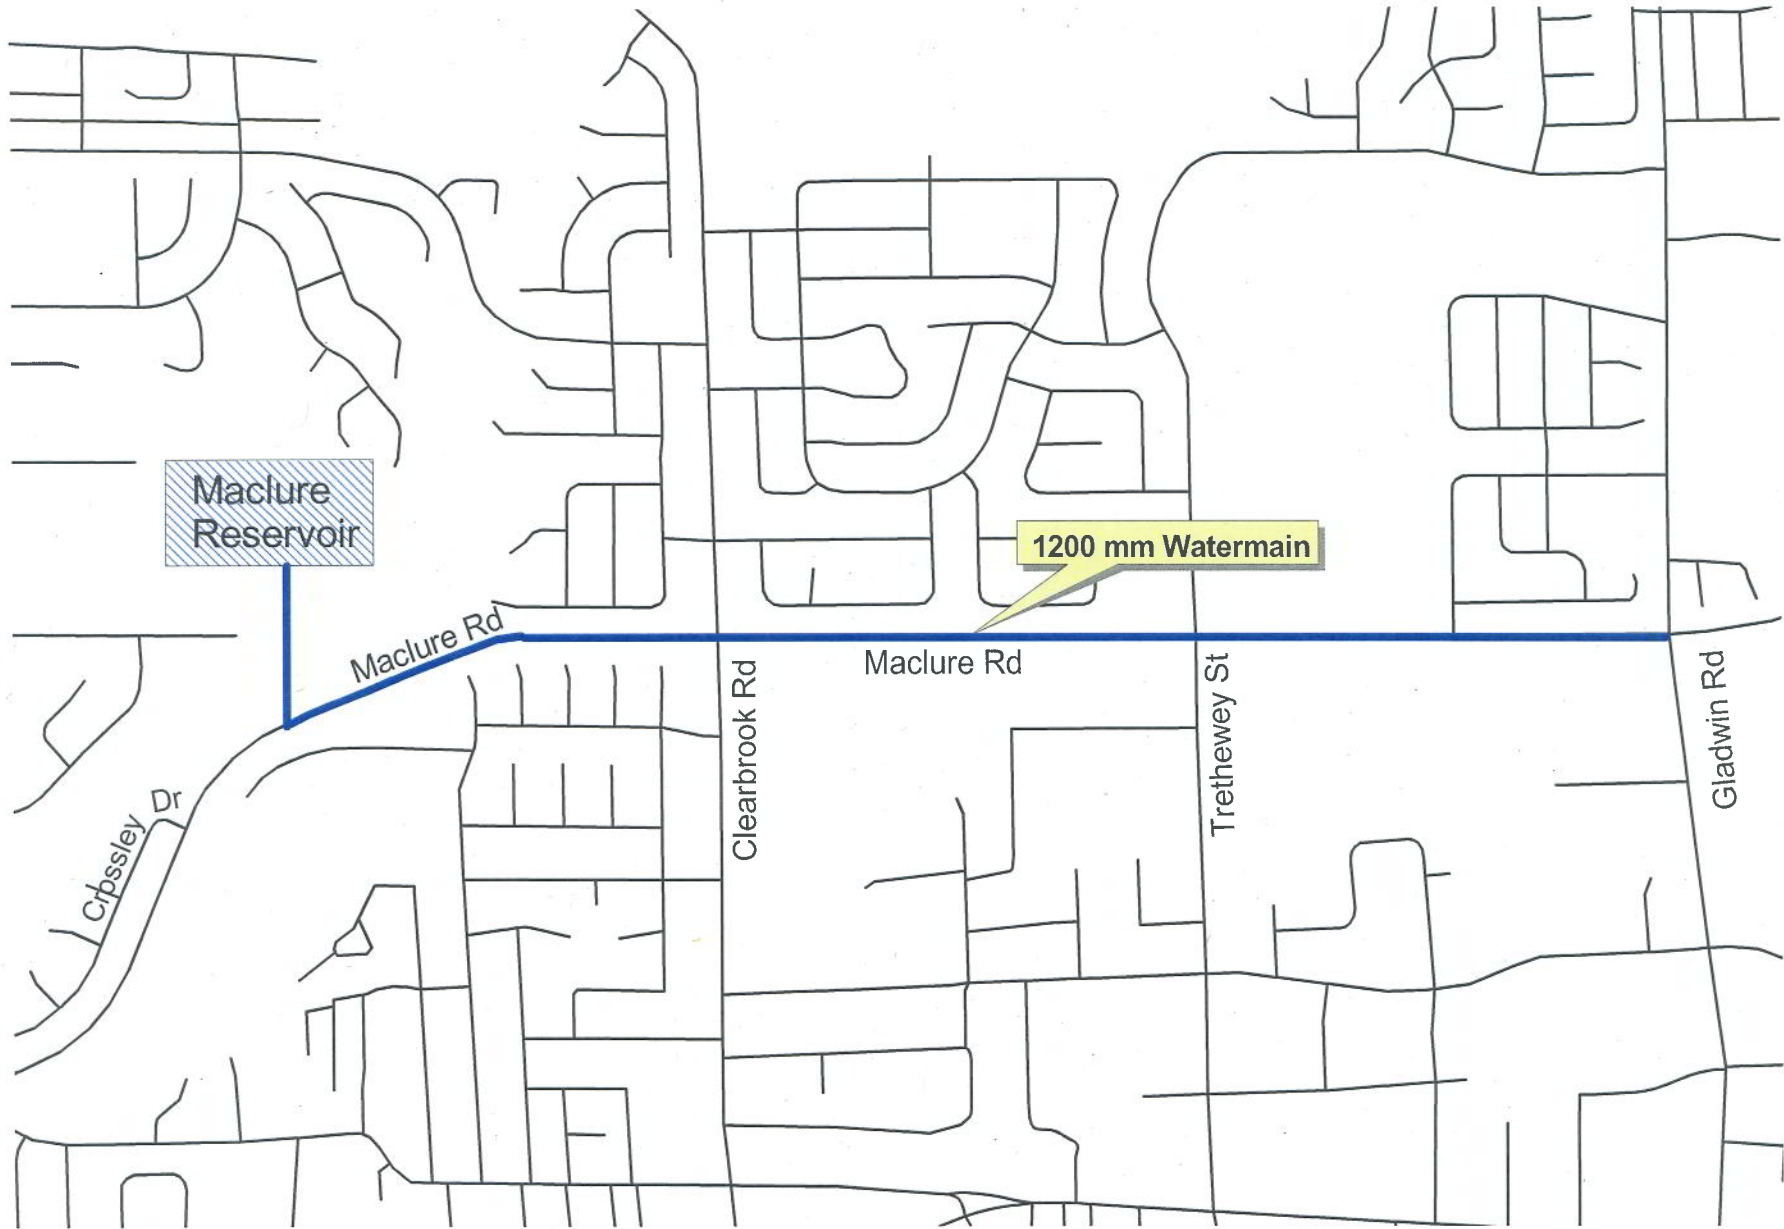 Maclure
Reservoir
1200 mm Watermain
Maclure Rd
Maclure Rd
Clearbrook Rd
Trethewey St
Gladwin Rd
Crossley Dr